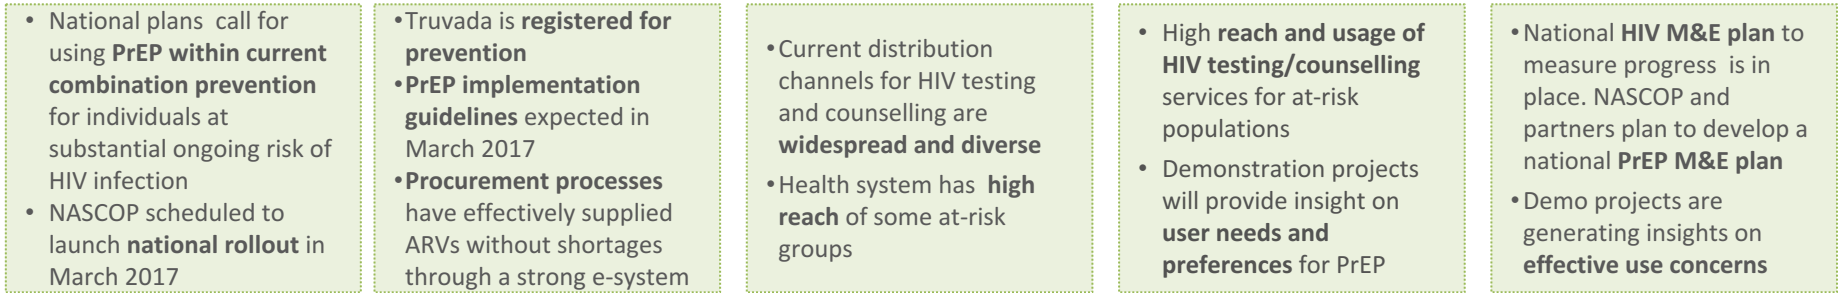 • National plans call for
using PrEP within current
combination prevention
for individuals at
substantial ongoing risk of
HIV infection
• NASCOP scheduled to
launch national rollout in
March 2017
•Truvada is registered for
prevention
•PrEP implementation
guidelines expected in
March 2017
•Procurement processes
have effectively supplied
ARVs without shortages
through a strong e-system
•Current distribution
channels for HIV testing
and counselling are
widespread and diverse
•Health system has high
reach of some at-risk
groups
• High reach and usage of
HIV testing/counselling
services for at-risk
populations
• Demonstration projects
will provide insight on
user needs and
preferences for PrEP
•National HIV M&E plan to
measure progress is in
place. NASCOP and
partners plan to develop a
national PrEP M&E plan
•Demo projects are
generating insights on
effective use concerns